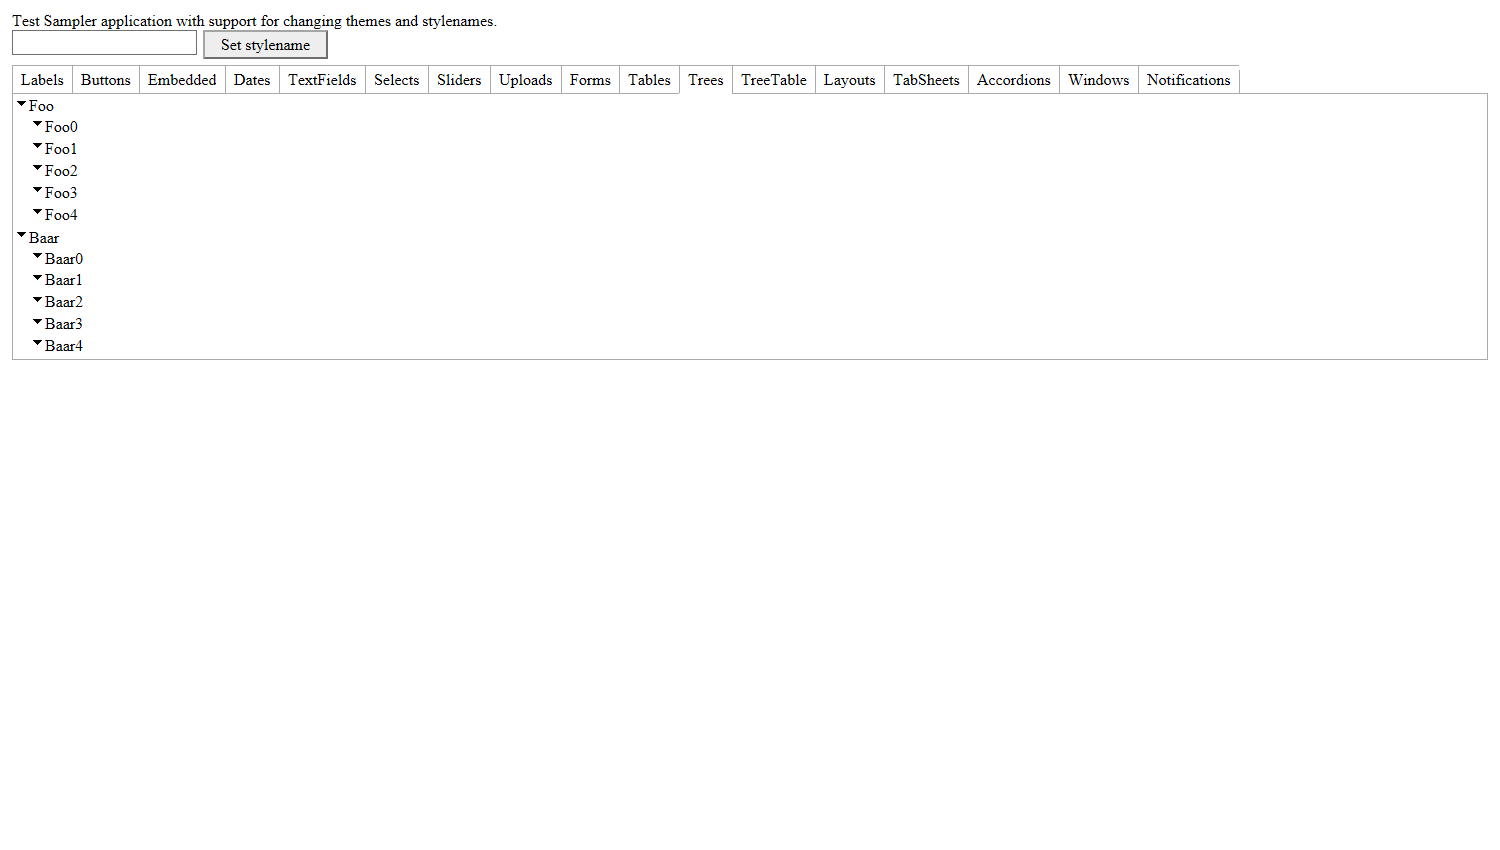 Test Sampler application with support for changing themes and stylenames.
Set stylename
Labels Buttons Embedded Dates TextFields Selects Sliders Uploads Forms Tables Trees TreeTable Layouts TabSheets Accordions Windows Notifications
Foo
Foo0
Foo1
Foo2
Foo3
Foo4
Baar
Baar0
Baar1
Baar2
Baar3
Baar4